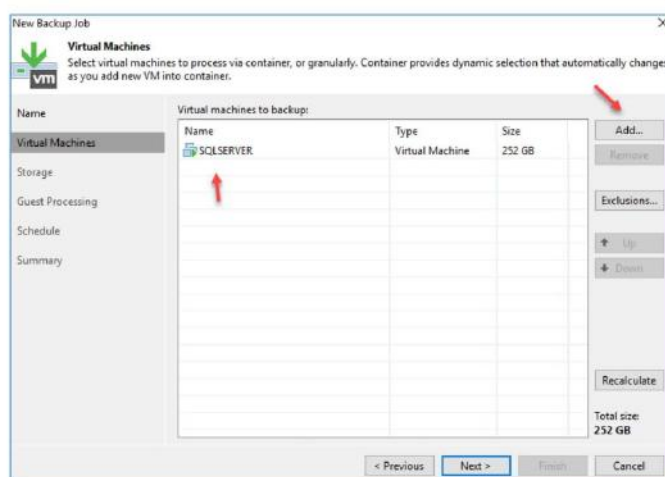 New Backup Job
Virtual Machines
Select virtual machines to process via container, or granularly. Container provides dynamic selection that automatically changes
as you add new VM into container.
vm
Name
Virtual Machines
Storage
Guest Processing
Schedule
Summary
Virtual machines to backup:
Name Type Size
SQLSERVER Virtual Machine 252 GB
Add...
Remove
Exclusions...
Up
Down
Recalculate
Total size:
252 GB
< Previous Next > Finish Cancel